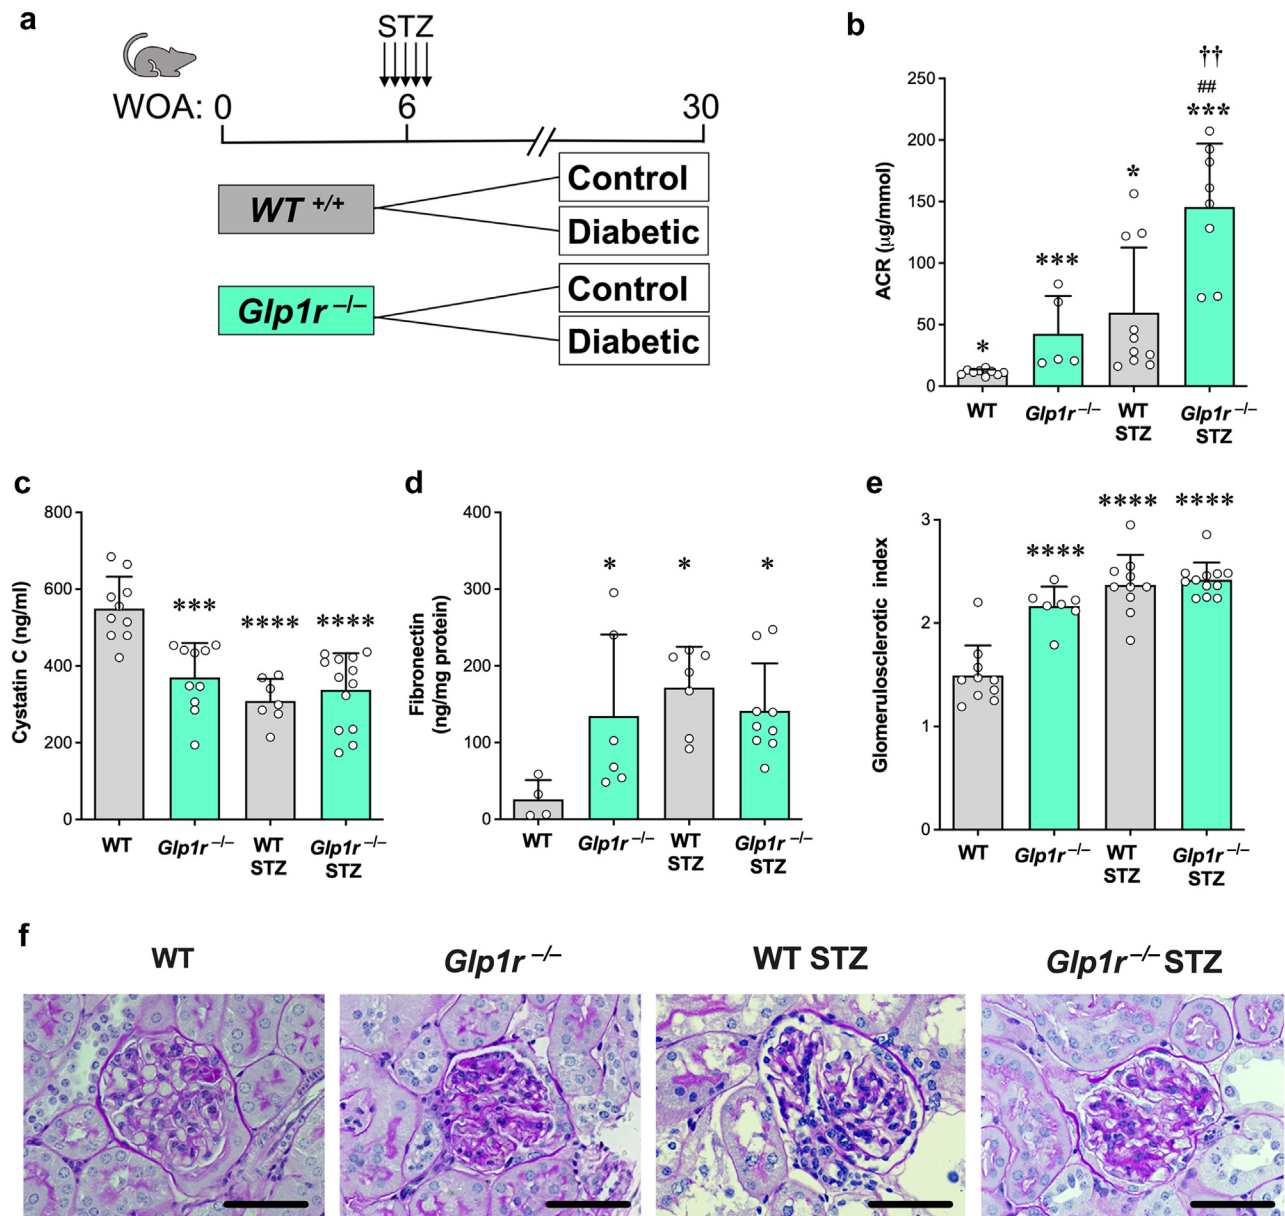 a
STZ
WOA: 0 6 30
WT +/+
Control
Diabetic
Glp1r –/–
Control
Diabetic
b
ACR (μg/mmol)
250
200
150
100
50
0
*
***
*
††
##
***
WT
Glp1r –/–
WT
STZ
Glp1r –/–
STZ
c
Cystatin C (ng/ml)
800
600
400
200
0
***
****
****
WT
Glp1r –/–
WT
STZ
Glp1r –/–
STZ
d
Fibronectin
(ng/mg protein)
400
300
200
100
0
*
*
*
WT
Glp1r –/–
WT
STZ
Glp1r –/–
STZ
e
Glomerulosclerotic index
3
2
1
0
****
****
****
WT
Glp1r –/–
WT
STZ
Glp1r –/–
STZ
f
WT
Glp1r –/–
WT STZ
Glp1r –/– STZ